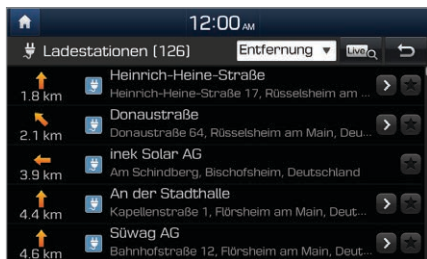 12:00 AM
Ladestationen (126) Entfernung Live
Heinrich-Heine-Straße
1.8 km Heinrich-Heine-Straße 17, Rüsselsheim am ...
Donaustraße
2.1 km Donaustraße 64, Rüsselsheim am Main, Deu...
inek Solar AG
3.9 km Am Schindberg, Bischofsheim, Deutschland
An der Stadthalle
4.4 km Kapellenstraße 1, Flörsheim am Main, Deut...
Süwag AG
4.6 km Bahnhofstraße 12, Flörsheim am Main, Deut...